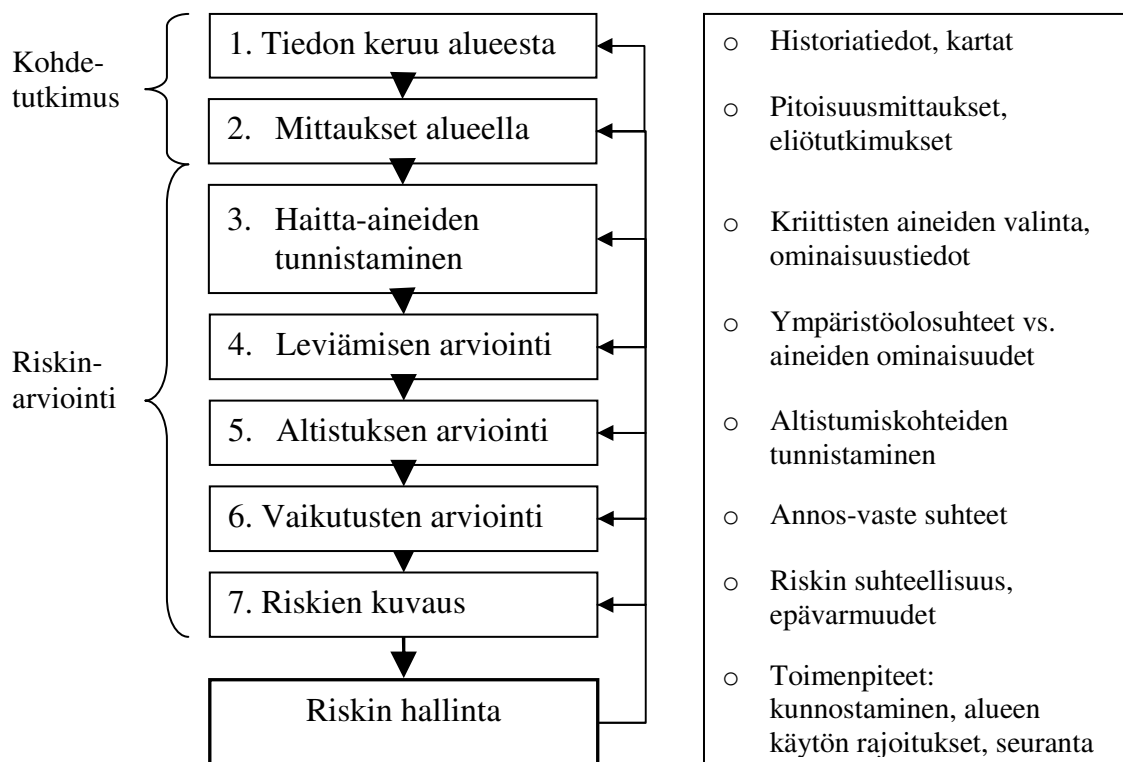 Kohde-
tutkimus
Riskin-
arviointi
1. Tiedon keruu alueesta
2. Mittaukset alueella
3. Haitta-aineiden
tunnistaminen
4. Leviämisen arviointi
5. Altistuksen arviointi
6. Vaikutusten arviointi
7. Riskien kuvaus
Riskin hallinta
o Historiatiedot, kartat
o Pitoisuusmittaukset,
eliötutkimukset
o Kriittisten aineiden valinta,
ominaisuustiedot
o Ympäristöolosuhteet vs.
aineiden ominaisuudet
o Altistumiskohteiden
tunnistaminen
o Annos-vaste suhteet
o Riskin suhteellisuus,
epävarmuudet
o Toimenpiteet:
kunnostaminen, alueen
käytön rajoitukset, seuranta